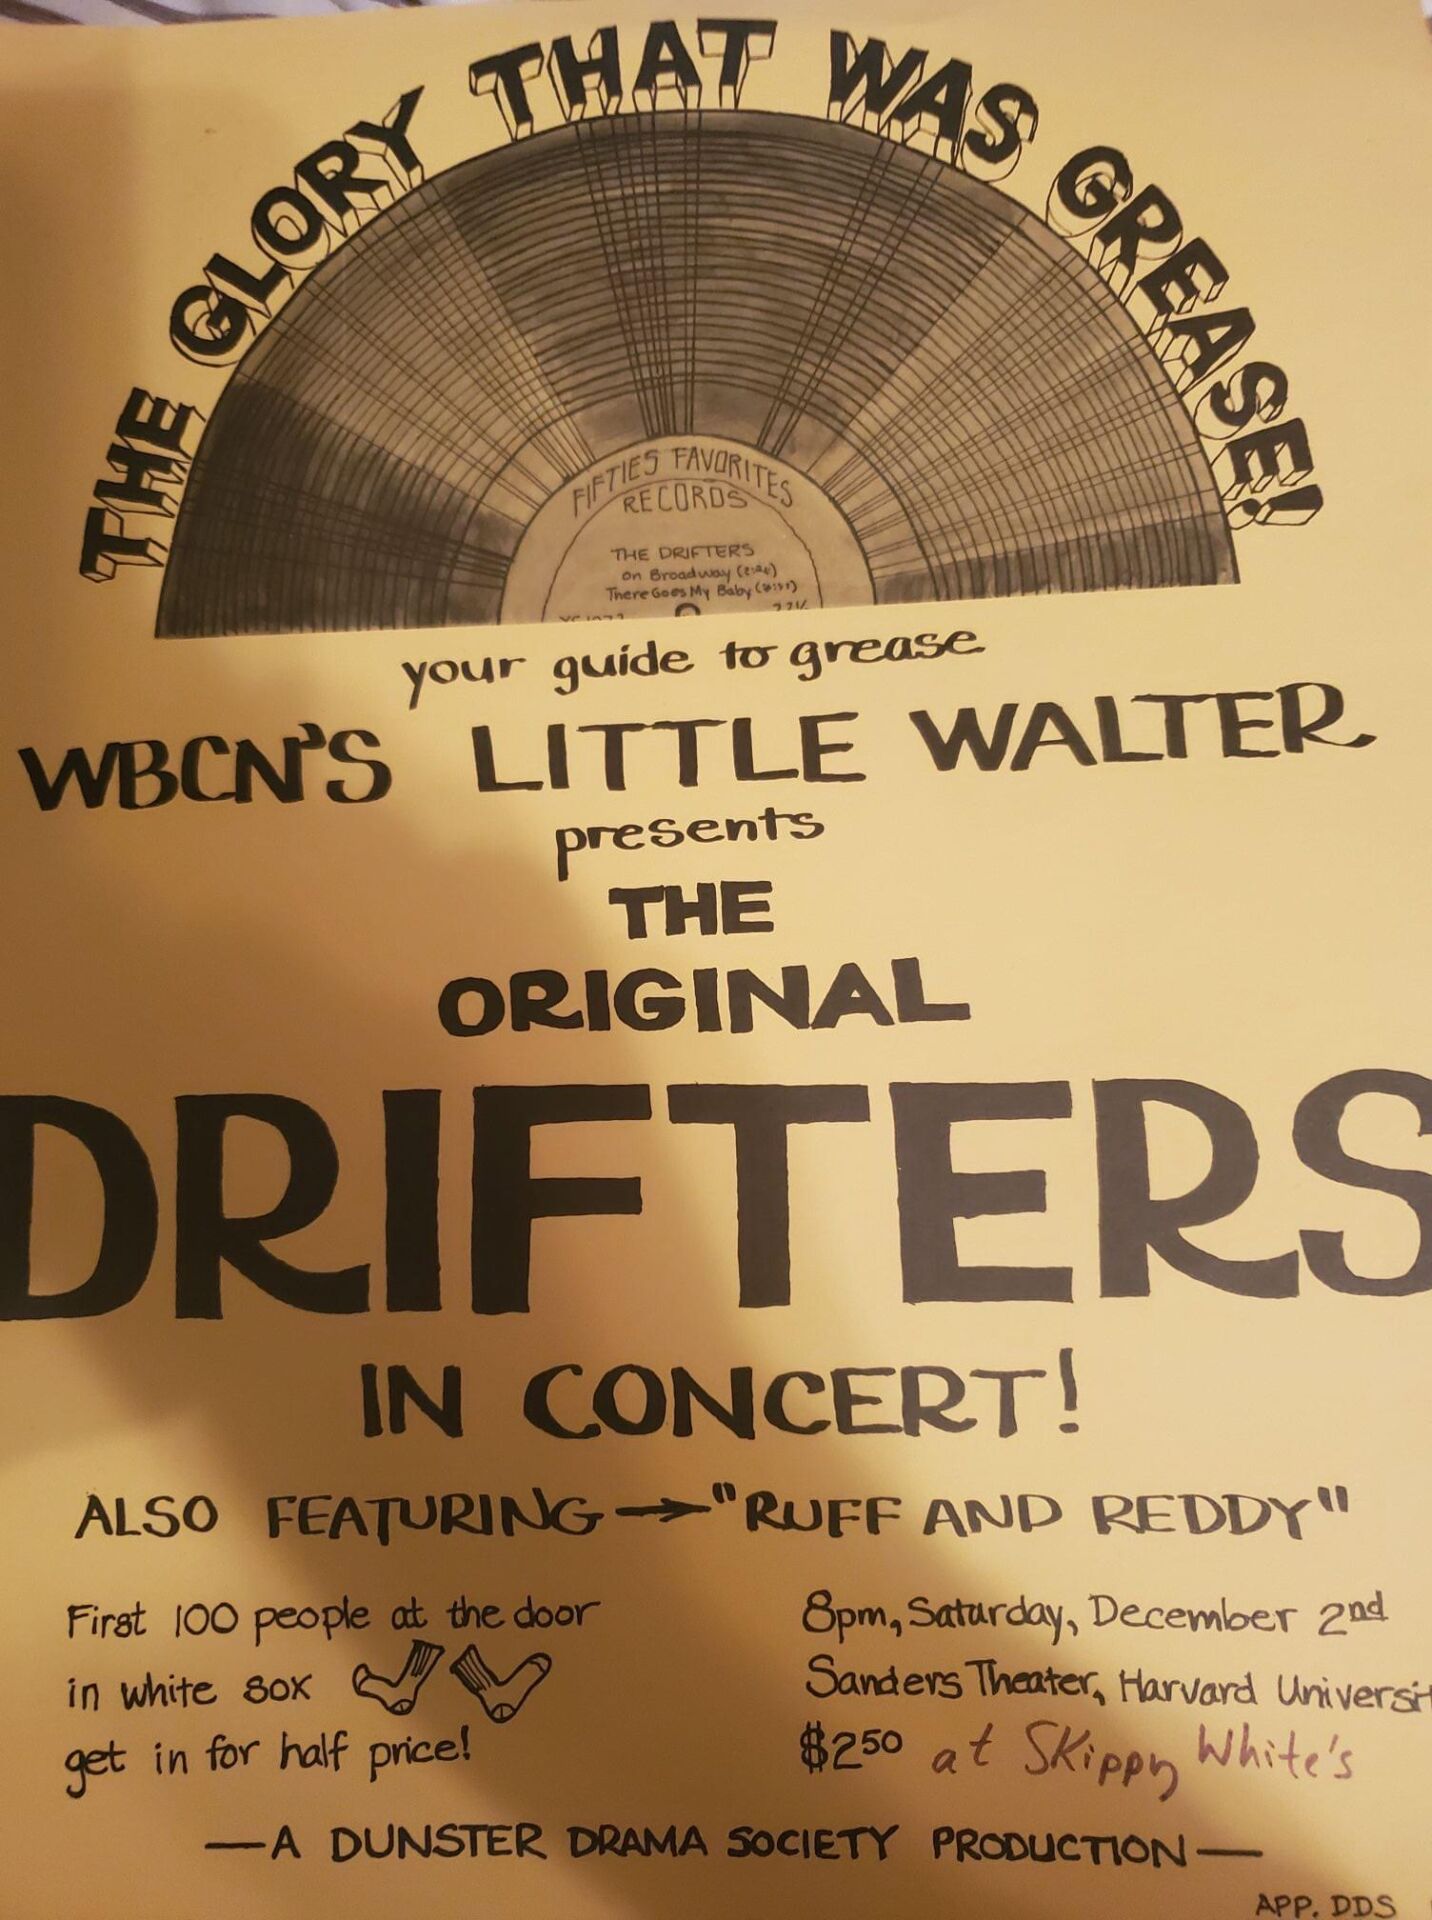 THE GLORY THAT WAS GREASE!
FIFTIES FAVORITES
RECORDS
THE DRIFTERS
on Broadway
There Goes My Baby
your guide to grease
WBCN'S LITTLE WALTER
presents
THE
ORIGINAL
DRIFTERS
IN CONCERT!
ALSO FEATURING → "RUFF AND REDDY"
First 100 people at the door
in white sox
get in for half price!
8pm, Saturday, December 2nd
Sanders Theater, Harvard Universit
$2.50 at Skippy White's
— A DUNSTER DRAMA SOCIETY PRODUCTION —
APP. DDS